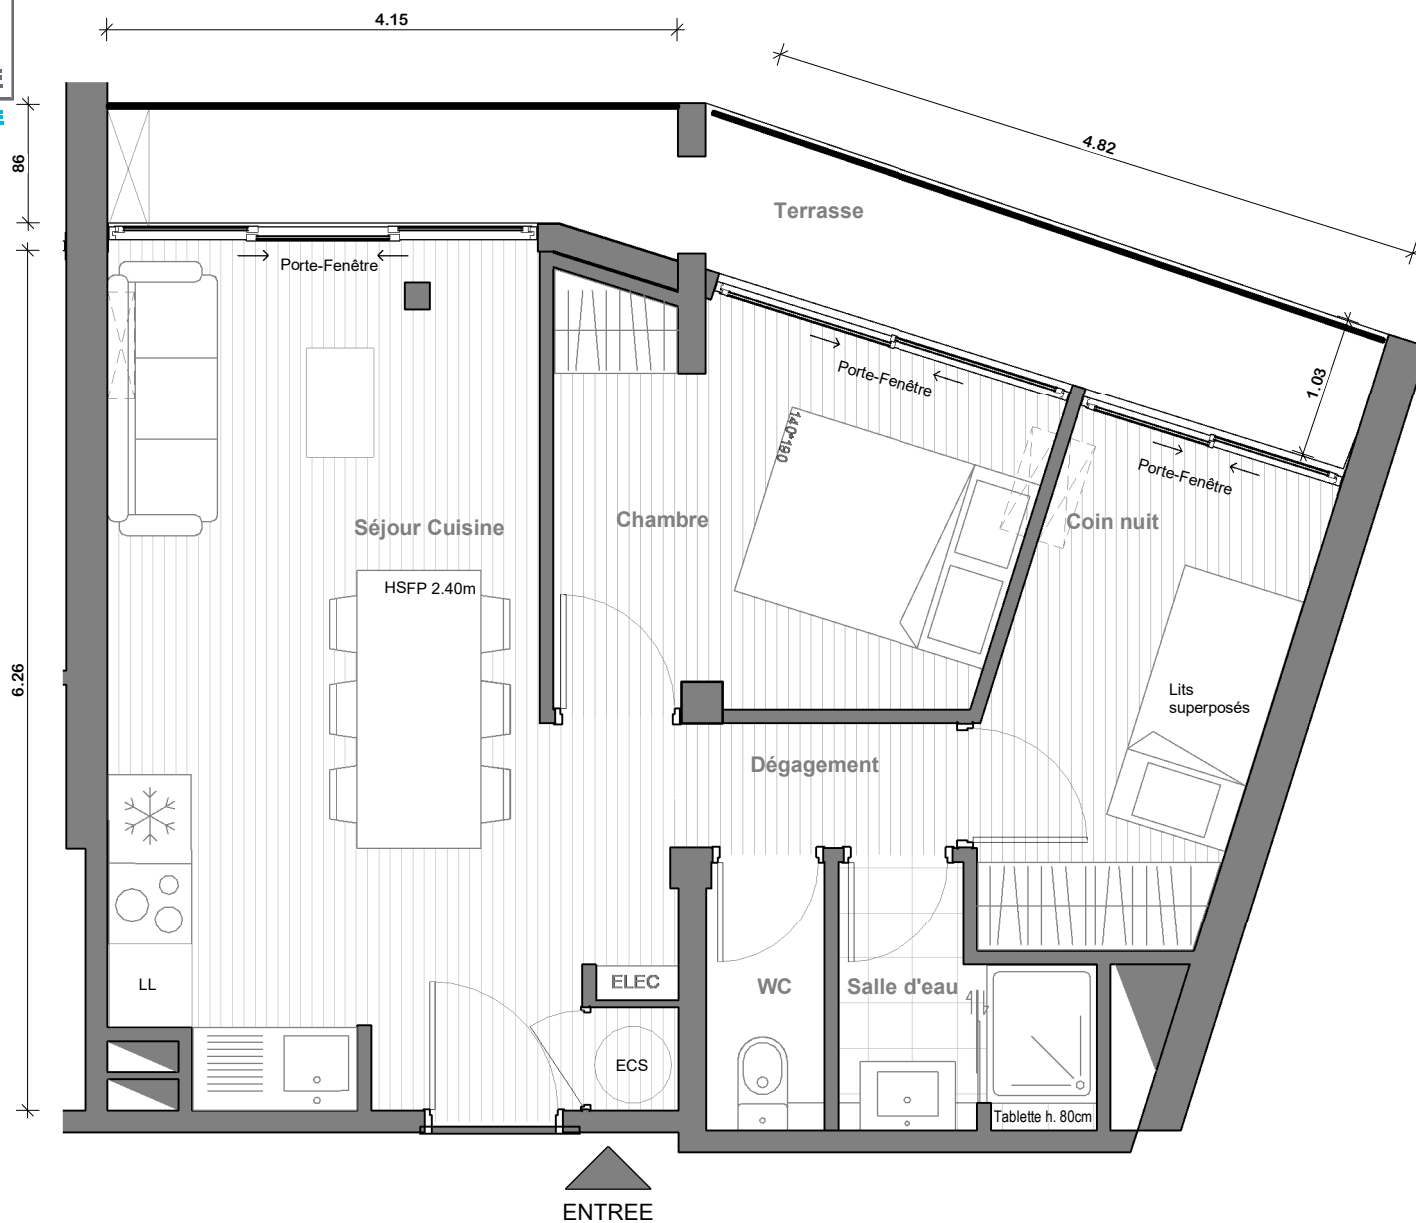 4.15
4.82
86
Terrasse
Porte-Fenêtre
1.03
Porte-Fenêtre
140*190
Porte-Fenêtre
Séjour Cuisine
Chambre
Coin nuit
HSFP 2.40m
6.26
Lits
superposés
Dégagement
LL
ELEC
WC
Salle d'eau
ECS
Tablette h. 80cm
ENTREE